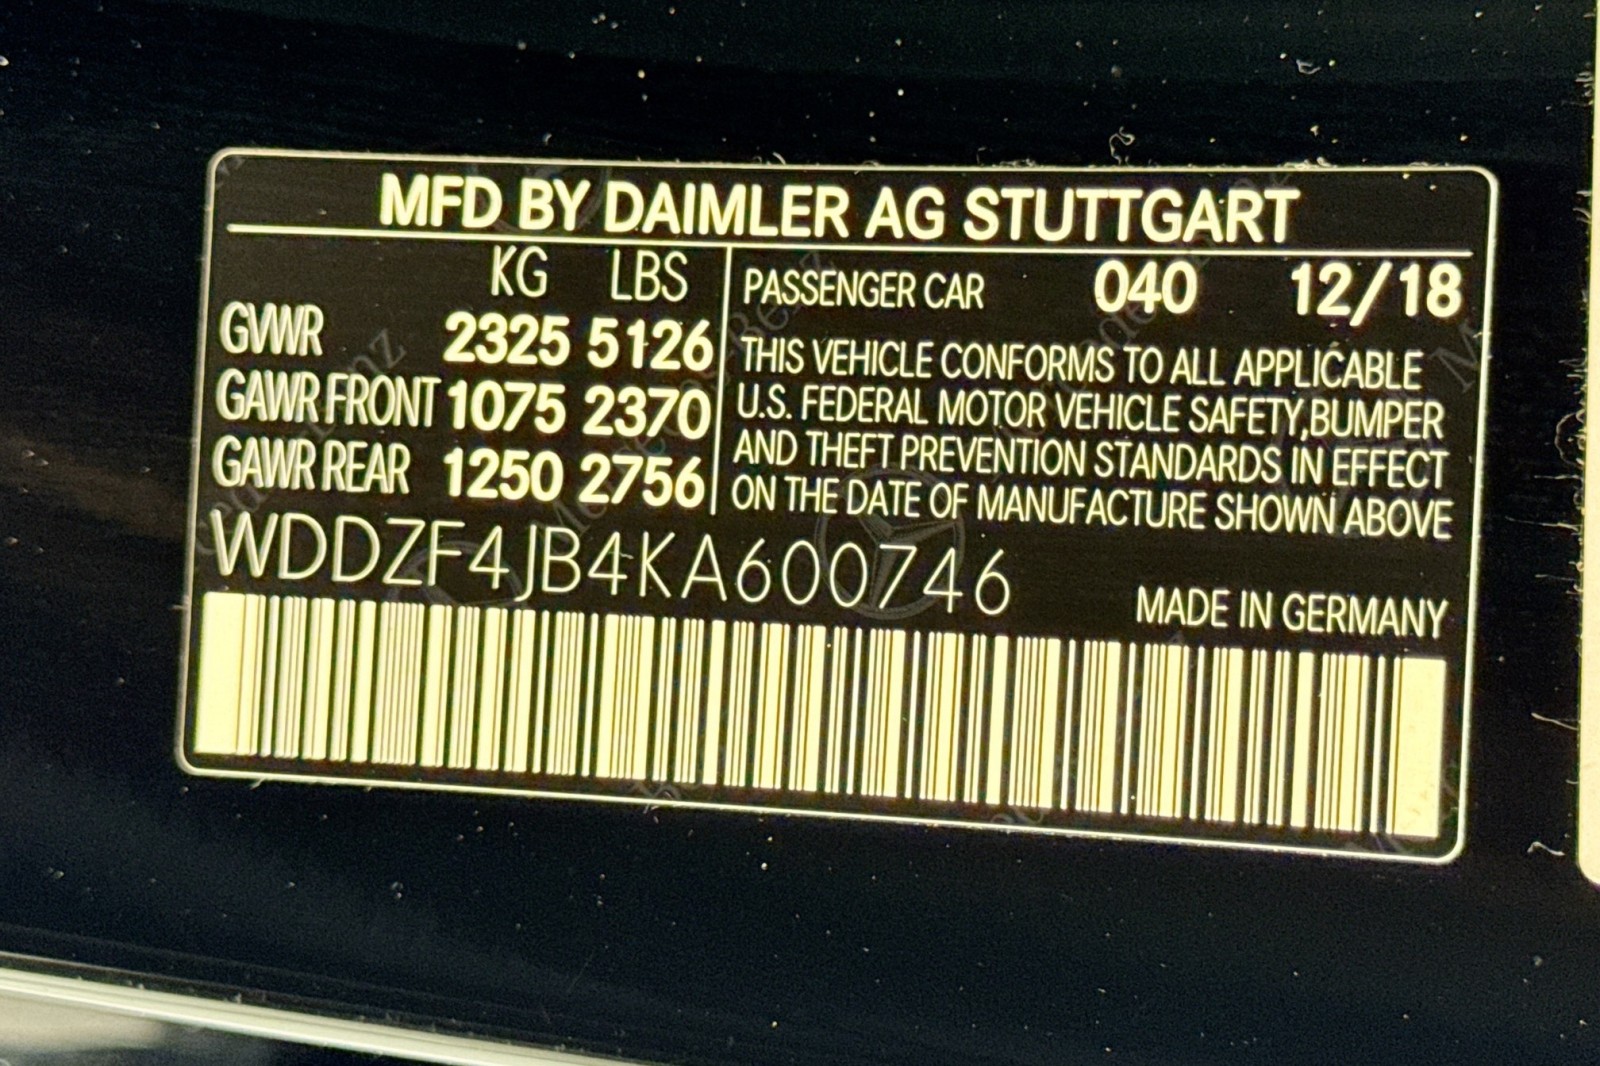 MFD BY DAIMLER AG STUTTGART
KG LBS
GVWR 2325 5126
GAWR FRONT 1075 2370
GAWR REAR 1250 2756
PASSENGER CAR 040 12/18
THIS VEHICLE CONFORMS TO ALL APPLICABLE
U.S. FEDERAL MOTOR VEHICLE SAFETY,BUMPER
AND THEFT PREVENTION STANDARDS IN EFFECT
ON THE DATE OF MANUFACTURE SHOWN ABOVE
WDDZF4JB4KA600746
MADE IN GERMANY